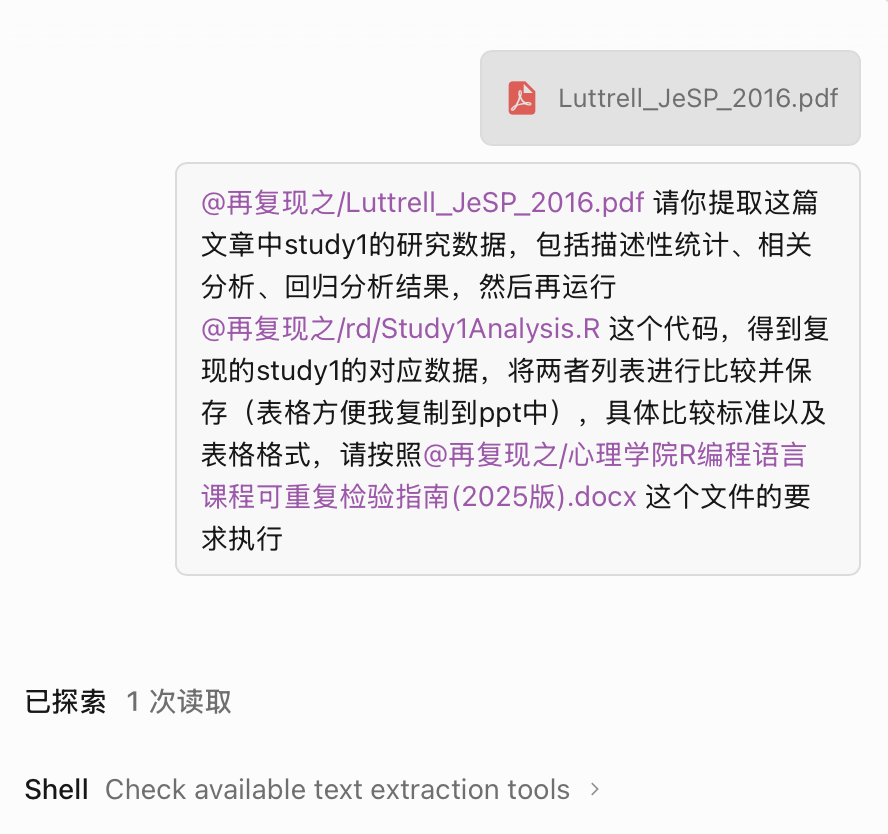 Luttrell_JeSP_2016.pdf
@再复现之/Luttrell_JeSP_2016.pdf 请你提取这篇
文章中study1的研究数据，包括描述性统计、相关
分析、回归分析结果，然后再运行
@再复现之/rd/Study1Analysis.R 这个代码，得到复
现的study1的对应数据，将两者列表进行比较并保
存（表格方便我复制到ppt中），具体比较标准以及
表格格式，请按照@再复现之/心理学院R编程语言
课程可重复检验指南(2025版).docx 这个文件的要
求执行
已探索 1 次读取
Shell Check available text extraction tools >